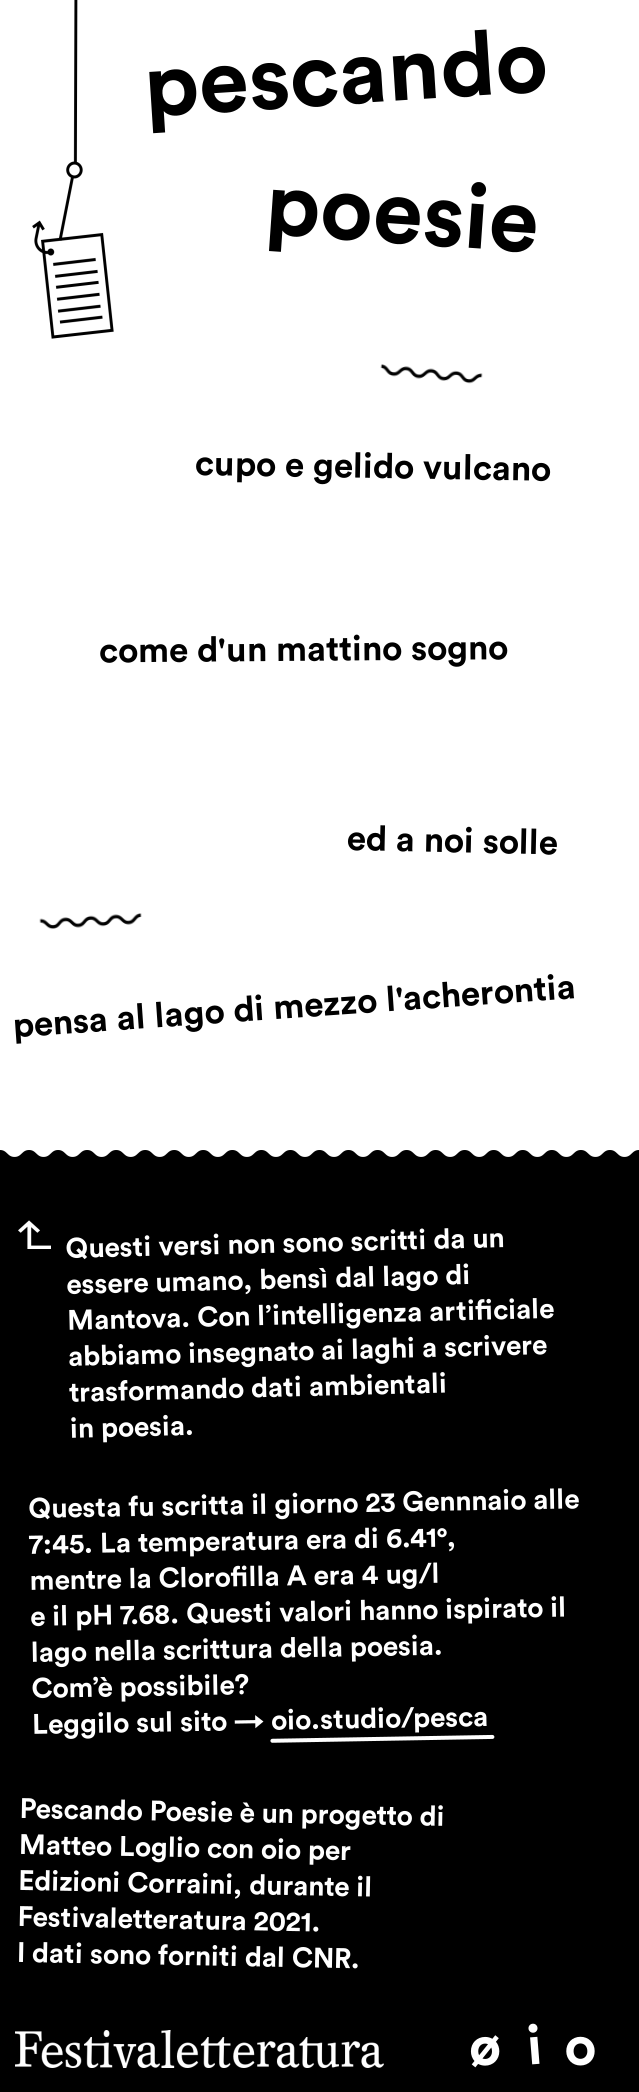 pescando
poesie
cupo e gelido vulcano
come d'un mattino sogno
ed a noi solle
pensa al lago di mezzo l'acherontia
Questi versi non sono scritti da un
essere umano, bensì dal lago di
Mantova. Con l’intelligenza artificiale
abbiamo insegnato ai laghi a scrivere
trasformando dati ambientali
in poesia.
Questa fu scritta il giorno 23 Gennnaio alle
7:45. La temperatura era di 6.41°,
mentre la Clorofilla A era 4 ug/l
e il pH 7.68. Questi valori hanno ispirato il
lago nella scrittura della poesia.
Com’è possibile?
Leggilo sul sito → oio.studio/pesca
Pescando Poesie è un progetto di
Matteo Loglio con oio per
Edizioni Corraini, durante il
Festivaletteratura 2021.
I dati sono forniti dal CNR.
Festivaletteratura ø i o